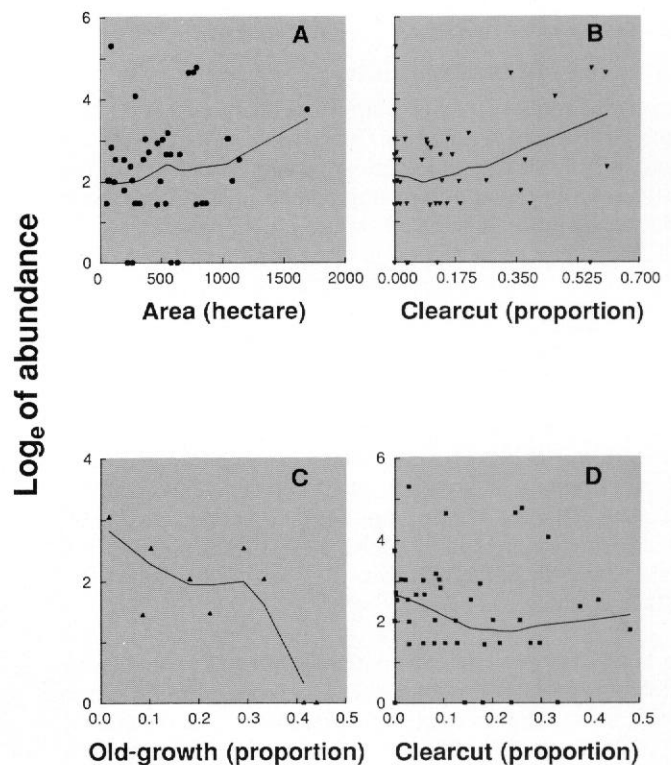 Log_e of abundance
A
6
4
2
0
0 500 1000 1500 2000
Area (hectare)
B
0.000 0.175 0.350 0.525 0.700
Clearcut (proportion)
C
4
2
0
0.0 0.1 0.2 0.3 0.4 0.5
Old-growth (proportion)
D
6
4
2
0
0.0 0.1 0.2 0.3 0.4 0.5
Clearcut (proportion)